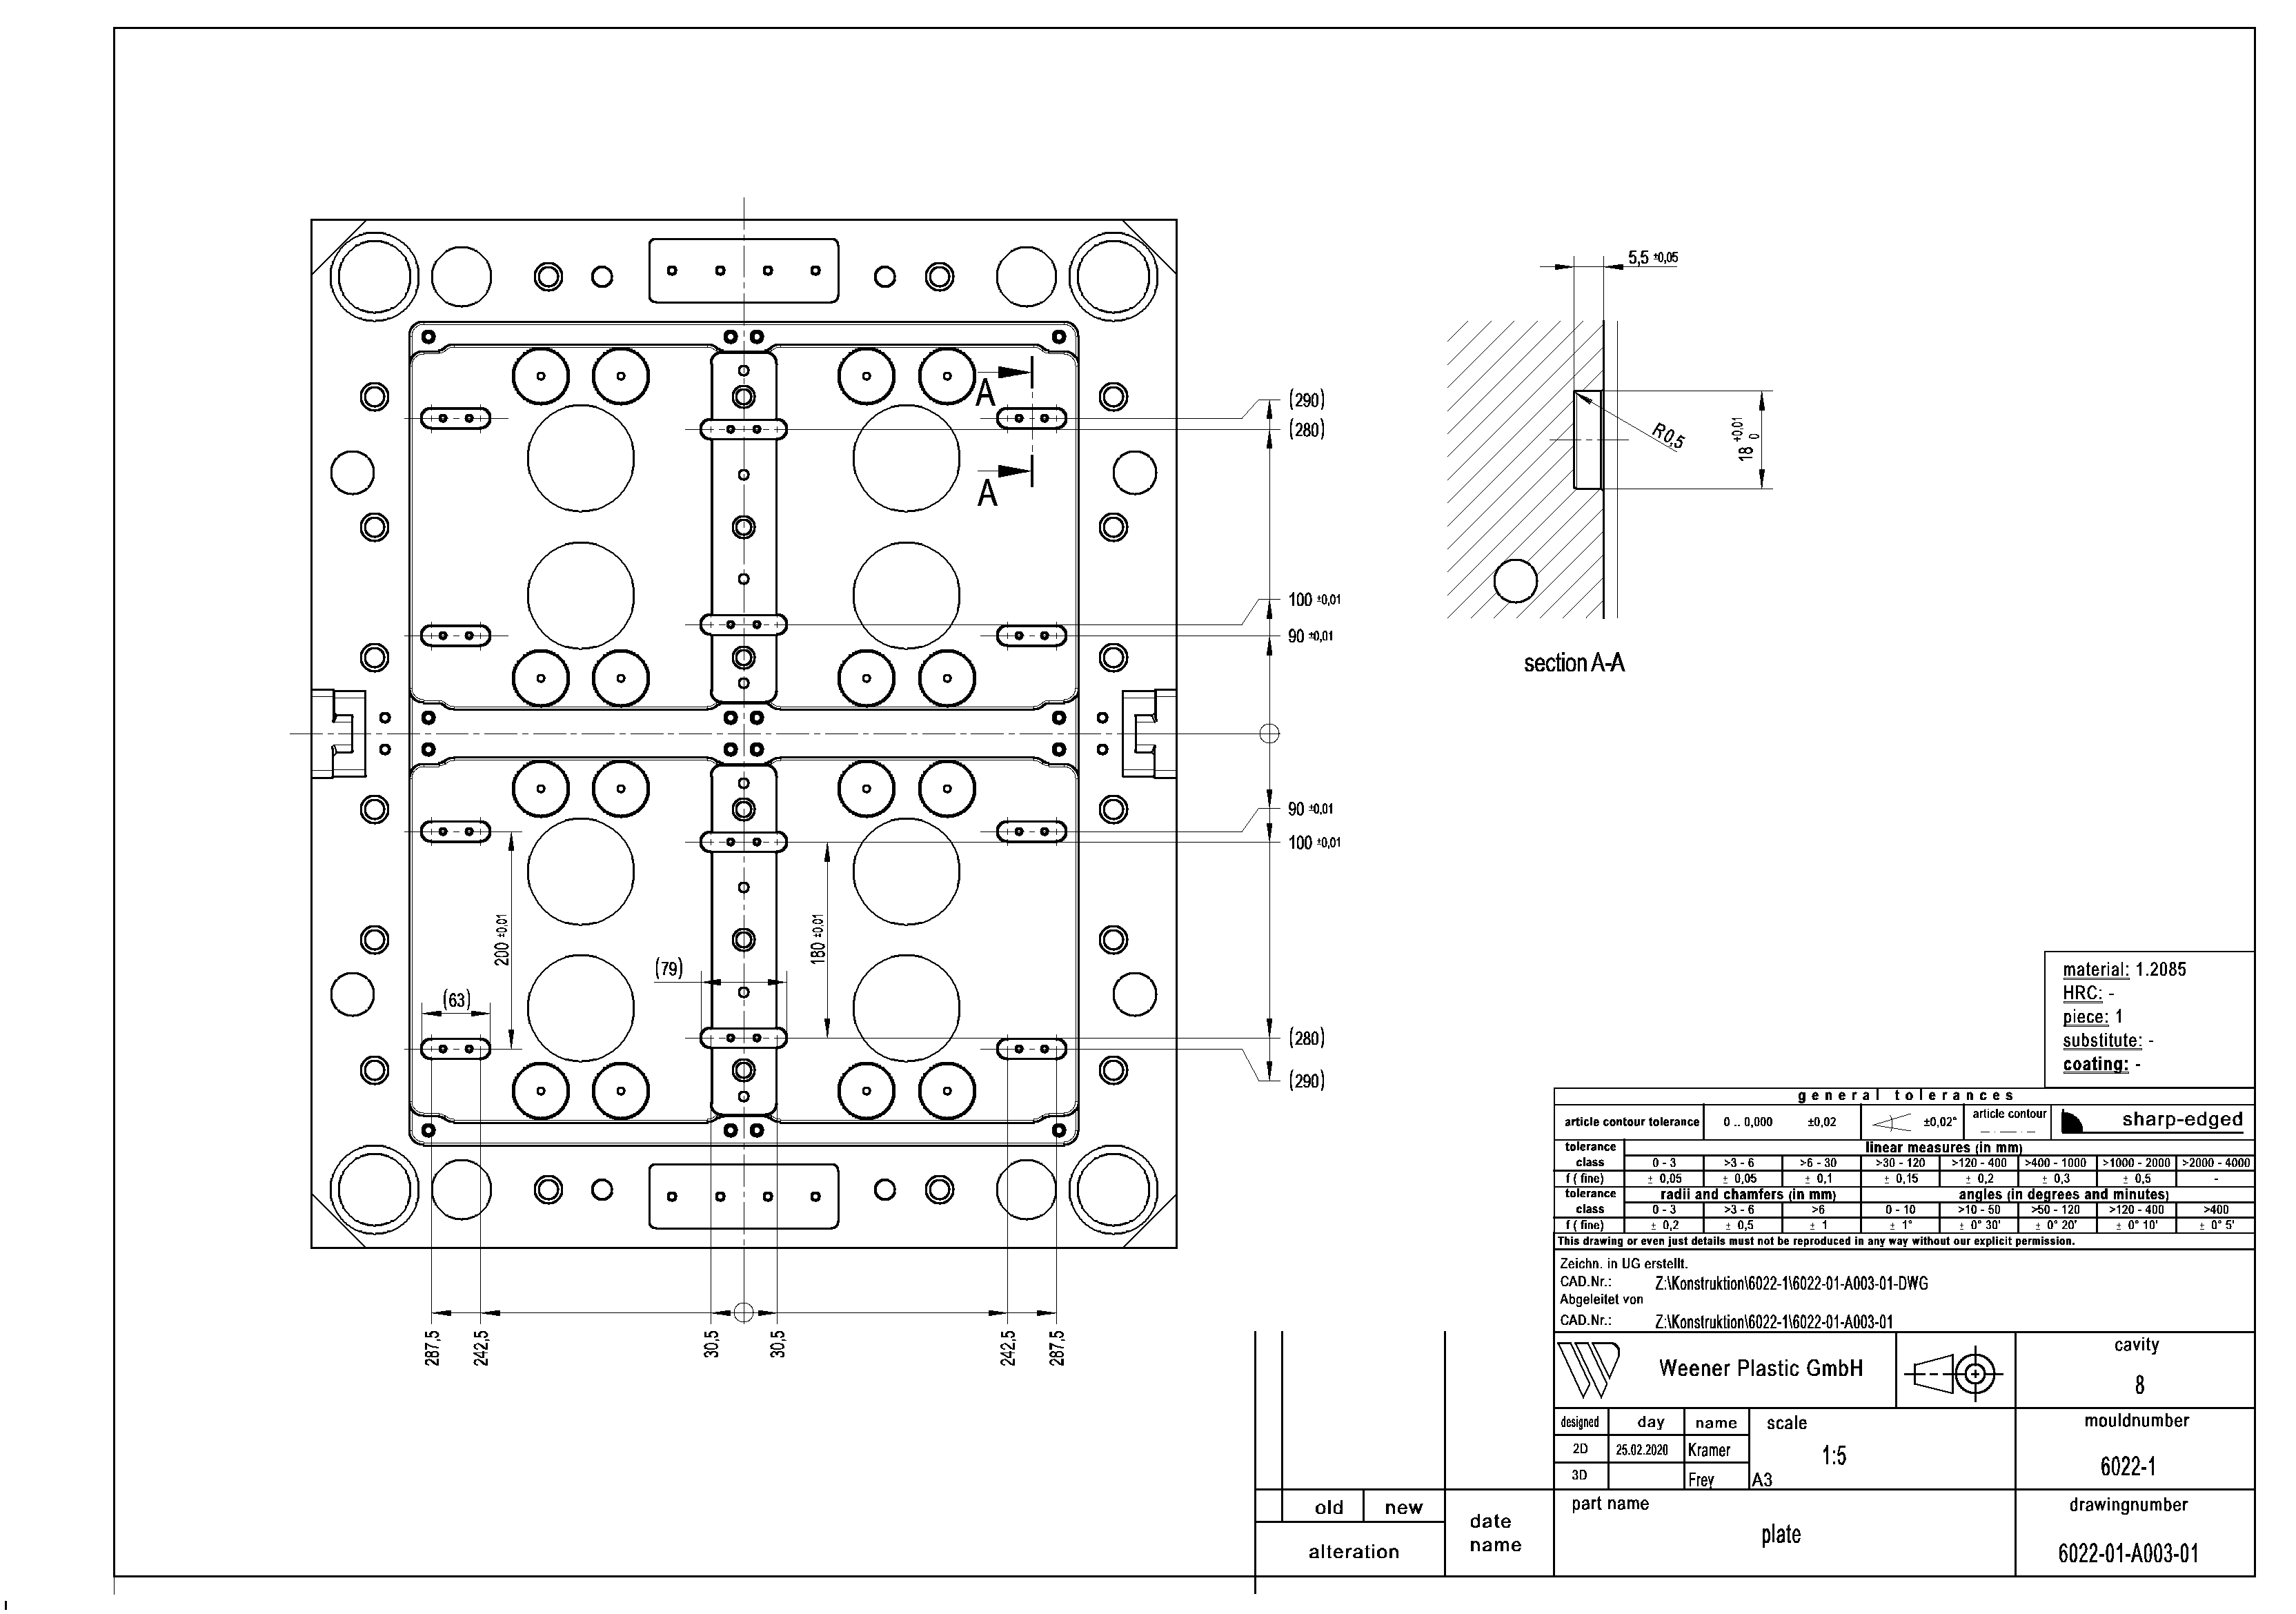 5,5 ±0,05
A
A
(290)
(280)
R0,5
18 +0,01 0
100 ±0,01
90 ±0,01
section A-A
90 ±0,01
100 ±0,01
200 ±0,01
180 ±0,01
(79)
(63)
(280)
(290)
287,5
242,5
30,5
30,5
242,5
287,5
material: 1.2085
HRC: -
piece: 1
substitute: -
coating: -
general tolerances
article contour tolerance 0 .. 0,000 ±0,02 ±0,02° article contour sharp-edged
tolerance linear measures (in mm)
class 0 - 3 >3 - 6 >6 - 30 >30 - 120 >120 - 400 >400 - 1000 >1000 - 2000 >2000 - 4000
f ( fine) ± 0,05 ± 0,05 ± 0,1 ± 0,15 ± 0,2 ± 0,3 ± 0,5 -
tolerance radii and chamfers (in mm) angles (in degrees and minutes)
class 0 - 3 >3 - 6 >6 0 - 10 >10 - 50 >50 - 120 >120 - 400 >400
f ( fine) ± 0,2 ± 0,5 ± 1 ± 1° ± 0° 30' ± 0° 20' ± 0° 10' ± 0° 5'
This drawing or even just details must not be reproduced in any way without our explicit permission.
Zeichn. in UG erstellt.
CAD.Nr.: Z:\Konstruktion\6022-1\6022-01-A003-01-DWG
Abgeleitet von
CAD.Nr.: Z:\Konstruktion\6022-1\6022-01-A003-01
Weener Plastic GmbH
cavity
8
designed day name scale
2D 25.02.2020 Kramer 1:5
3D Frey A3
mouldnumber
6022-1
part name
plate
drawingnumber
6022-01-A003-01
old new
alteration
date
name